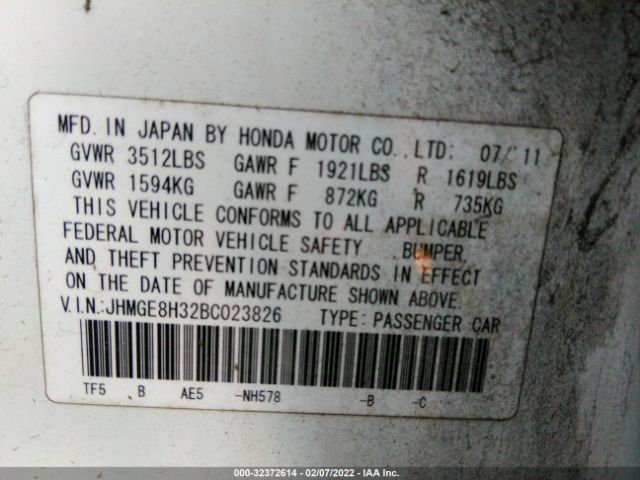 MFD. IN JAPAN BY HONDA MOTOR CO., LTD: 07/'11
GVWR 3512LBS GAWR F 1921LBS R 1619LBS
GVWR 1594KG GAWR F 872KG R 735KG
THIS VEHICLE CONFORMS TO ALL APPLICABLE
FEDERAL MOTOR VEHICLE SAFETY, BUMPER,
AND THEFT PREVENTION STANDARDS IN EFFECT
ON THE DATE OF MANUFACTURE SHOWN ABOVE.
V.I.N.:JHMGE8H32BC023826 TYPE: PASSENGER CAR
TF5 B AE5 -NH578 -B -C
000-32372614 - 02/07/2022 - IAA Inc.